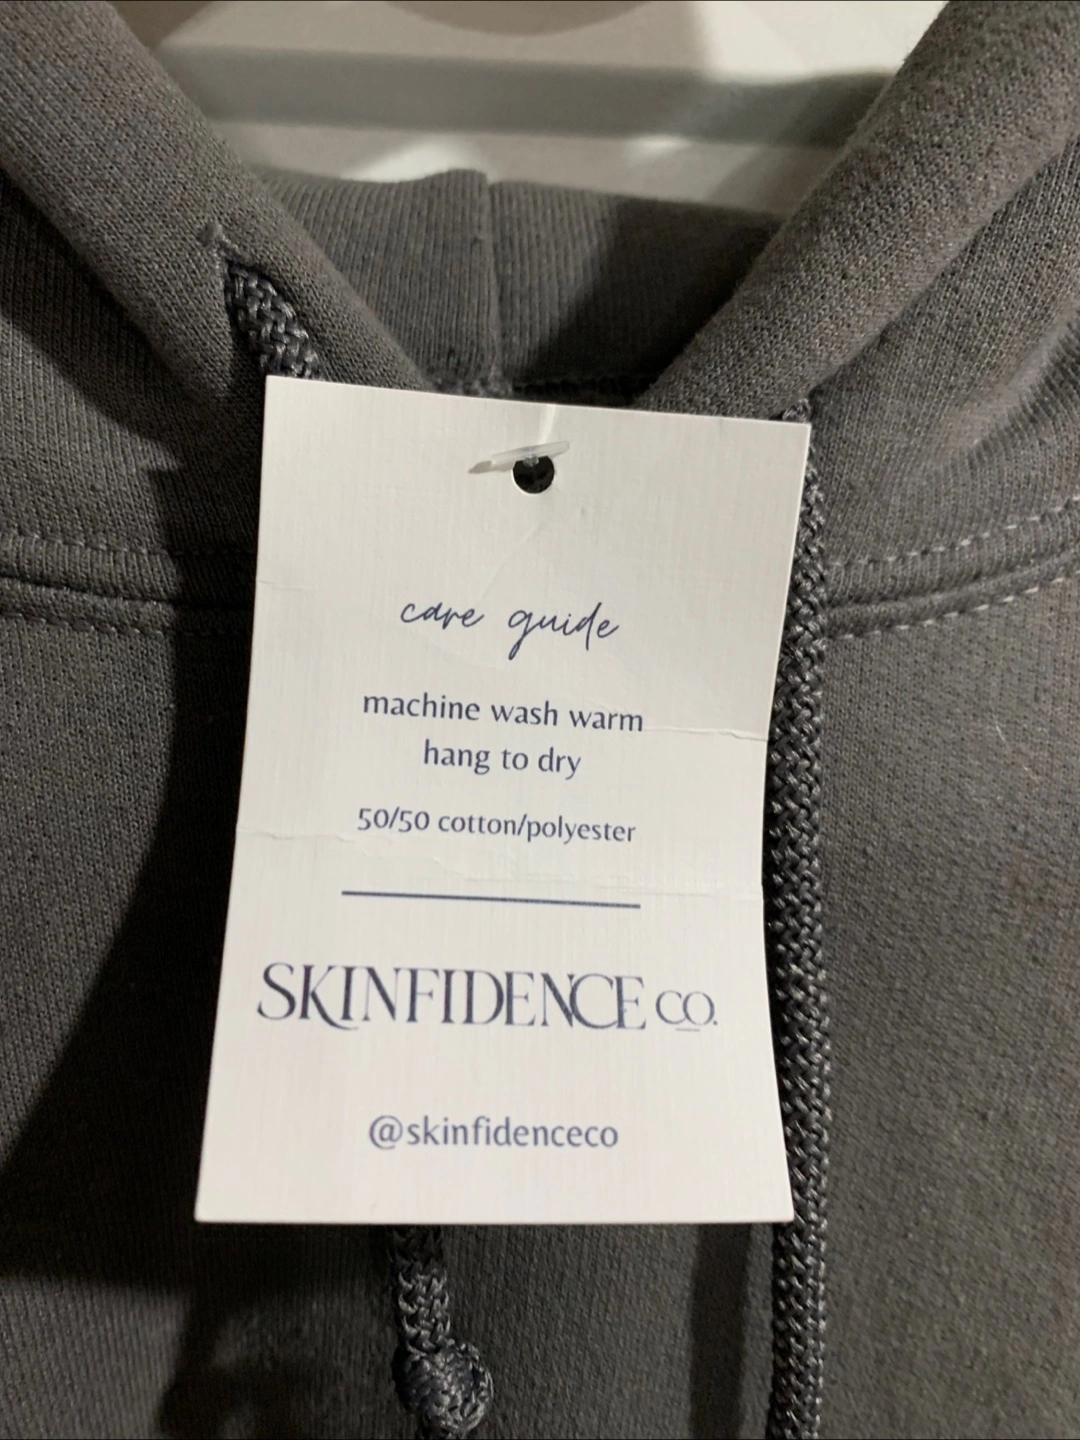 care guide
machine wash warm
hang to dry
50/50 cotton/polyester
SKINFIDENCE CO.
@skinfidenceco